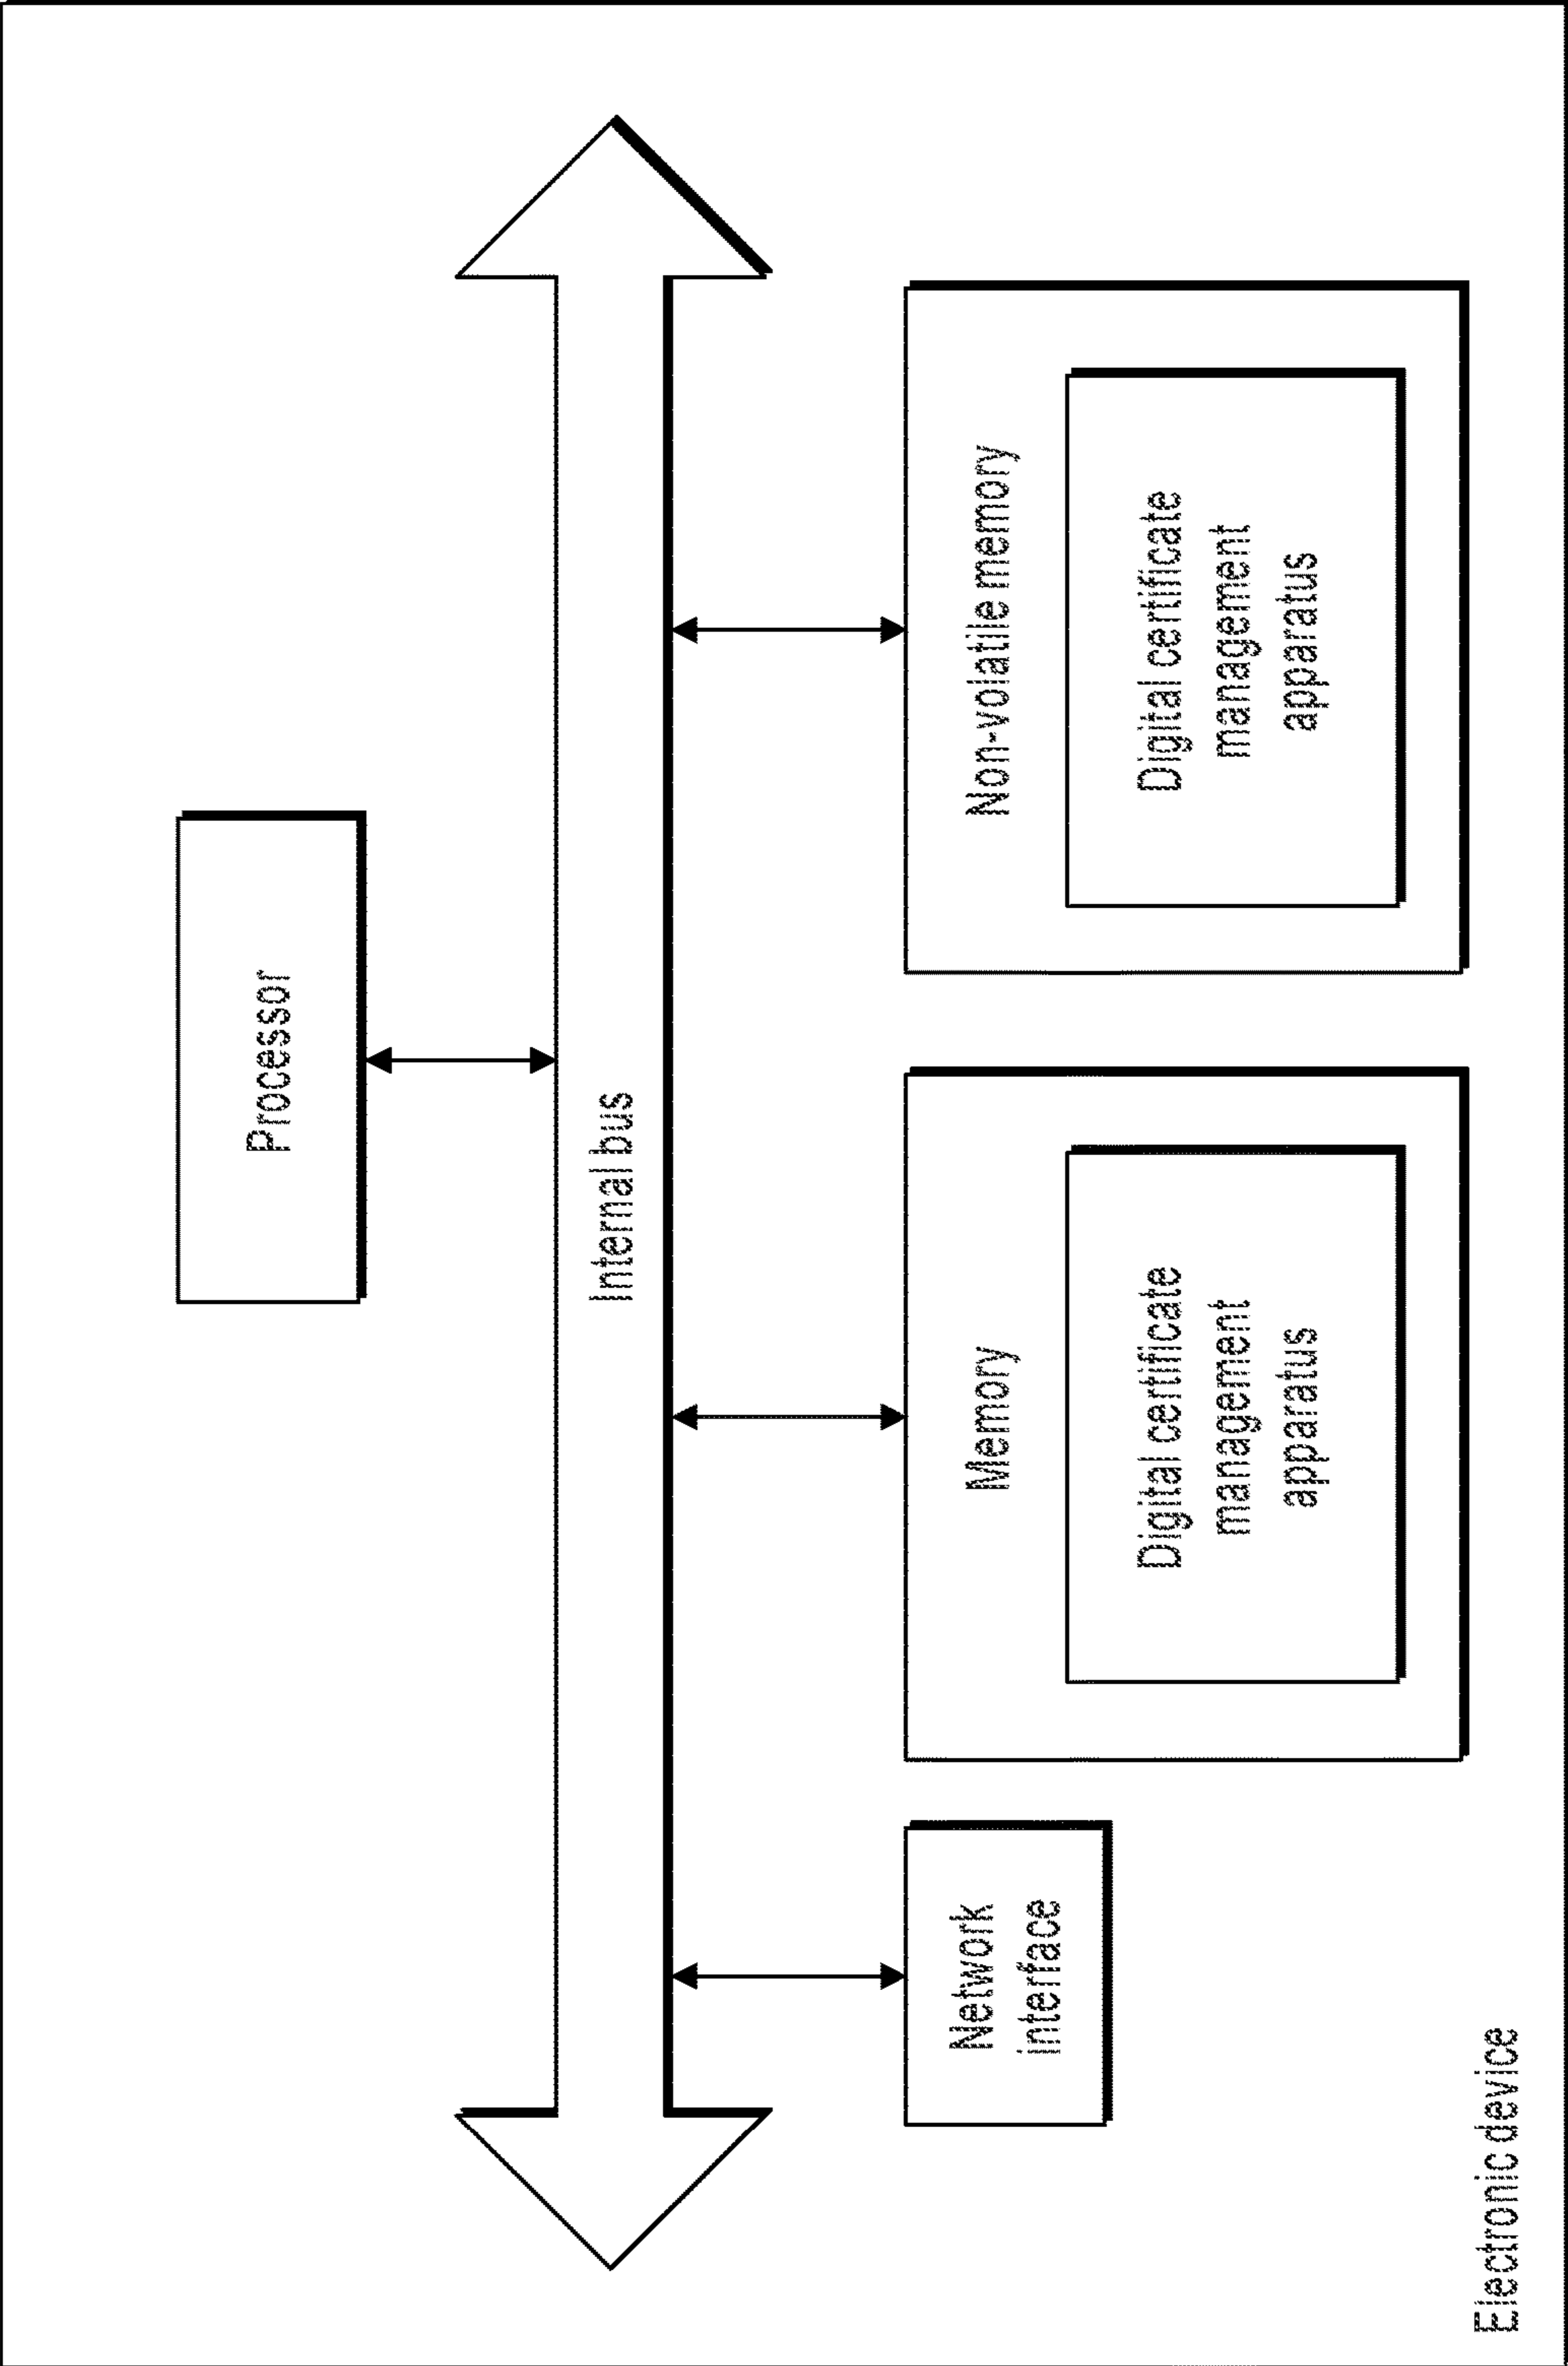 Processor
Internal bus
Network
interface
Memory
Digital certificate
management
apparatus
Non-volatile memory
Digital certificate
management
apparatus
Electronic device